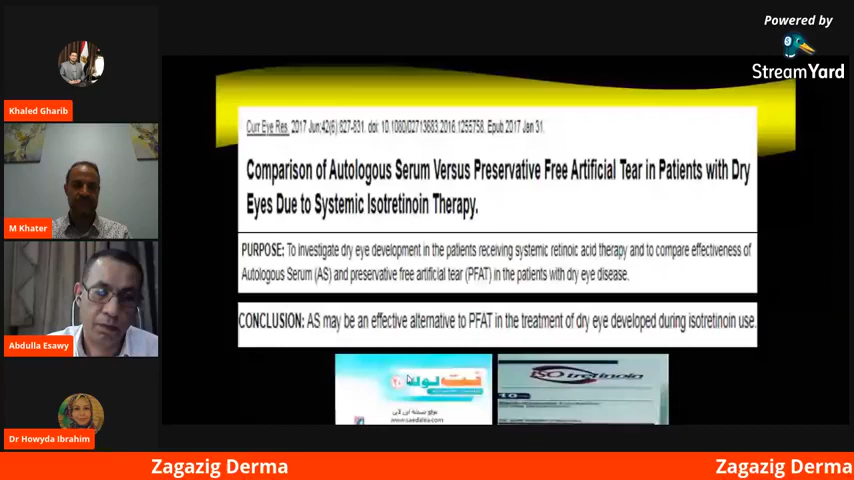 Powered by
StreamYard
Khaled Gharib
M Khater
Abdulla Esawy
Dr Howyda Ibrahim
Curr Eye Res. 2017 Jun;42(6):827-831. doi: 10.1080/02713683.2016.1255758. Epub 2017 Jan 31.
Comparison of Autologous Serum Versus Preservative Free Artificial Tear in Patients with Dry
Eyes Due to Systemic Isotretinoin Therapy.
PURPOSE: To investigate dry eye development in the patients receiving systemic retinoic acid therapy and to compare effectiveness of
Autologous Serum (AS) and preservative free artificial tear (PFAT) in the patients with dry eye disease.
CONCLUSION: AS may be an effective alternative to PFAT in the treatment of dry eye developed during isotretinoin use.
ISOtretinoin
10
Zagazig Derma
Zagazig Derma